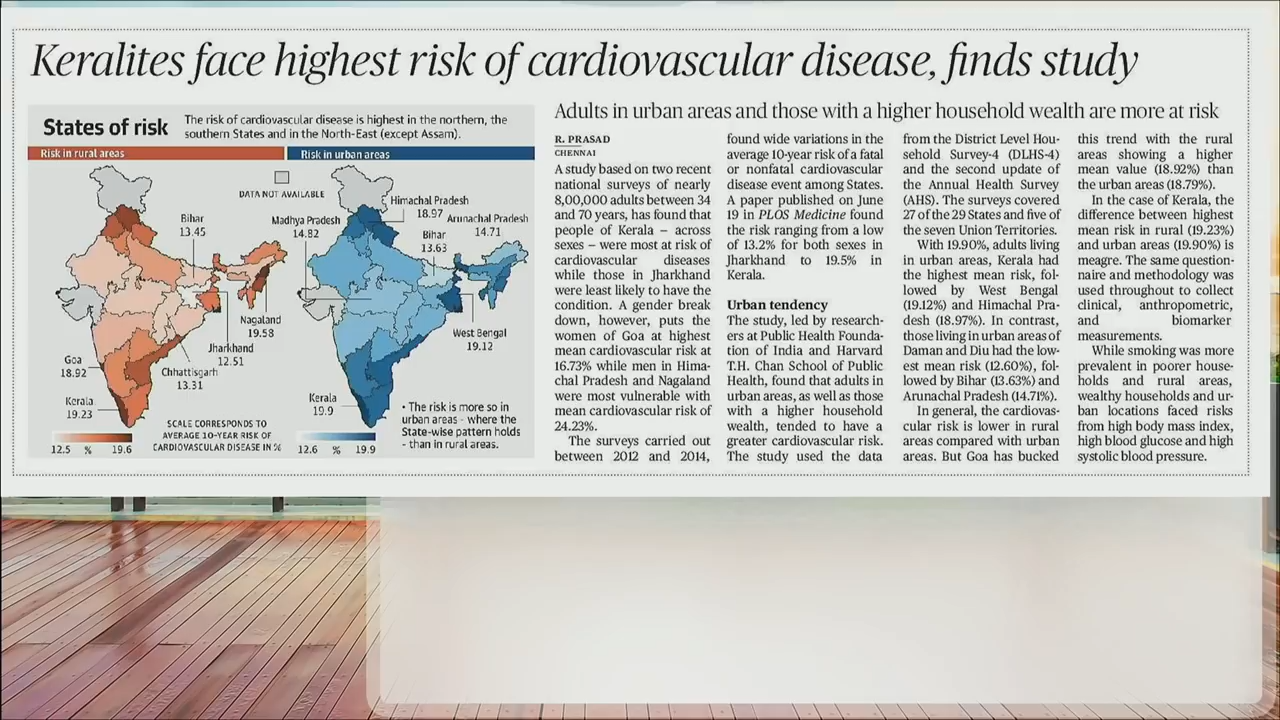 Keralites face highest risk of cardiovascular disease, finds study
States of risk
The risk of cardiovascular disease is highest in the northern, the
southern States and in the North-East (except Assam).
Risk in rural areas
Bihar
13.45
Nagaland
19.58
Jharkhand
12.51
Chhattisgarh
13.31
Goa
18.92
Kerala
19.23
12.5 % 19.6
DATA NOT AVAILABLE
SCALE CORRESPONDS TO
AVERAGE 10-YEAR RISK OF
CARDIOVASCULAR DISEASE IN %
Risk in urban areas
Himachal Pradesh
18.97
Madhya Pradesh
14.82
Arunachal Pradesh
14.71
Bihar
13.63
West Bengal
19.12
Kerala
19.9
12.6 % 19.9
• The risk is more so in
urban areas - where the
State-wise pattern holds
- than in rural areas.
Adults in urban areas and those with a higher household wealth are more at risk
R. PRASAD
CHENNAI
A study based on two recent
national surveys of nearly
8,00,000 adults between 34
and 70 years, has found that
people of Kerala – across
sexes – were most at risk of
cardiovascular diseases
while those in Jharkhand
were least likely to have the
condition. A gender break
down, however, puts the
women of Goa at highest
mean cardiovascular risk at
16.73% while men in Hima-
chal Pradesh and Nagaland
were most vulnerable with
mean cardiovascular risk of
24.23%.
The surveys carried out
between 2012 and 2014,
found wide variations in the
average 10-year risk of a fatal
or nonfatal cardiovascular
disease event among States.
A paper published on June
19 in PLOS Medicine found
the risk ranging from a low
of 13.2% for both sexes in
Jharkhand to 19.5% in
Kerala.
Urban tendency
The study, led by research-
ers at Public Health Founda-
tion of India and Harvard
T.H. Chan School of Public
Health, found that adults in
urban areas, as well as those
with a higher household
wealth, tended to have a
greater cardiovascular risk.
The study used the data
from the District Level Hou-
sehold Survey-4 (DLHS-4)
and the second update of
the Annual Health Survey
(AHS). The surveys covered
27 of the 29 States and five of
the seven Union Territories.
With 19.90%, adults living
in urban areas, Kerala had
the highest mean risk, fol-
lowed by West Bengal
(19.12%) and Himachal Pra-
desh (18.97%). In contrast,
those living in urban areas of
Daman and Diu had the low-
est mean risk (12.60%), fol-
lowed by Bihar (13.63%) and
Arunachal Pradesh (14.71%).
In general, the cardiovas-
cular risk is lower in rural
areas compared with urban
areas. But Goa has bucked
this trend with the rural
areas showing a higher
mean value (18.92%) than
the urban areas (18.79%).
In the case of Kerala, the
difference between highest
mean risk in rural (19.23%)
and urban areas (19.90%) is
meagre. The same question-
naire and methodology was
used throughout to collect
clinical, anthropometric,
and biomarker
measurements.
While smoking was more
prevalent in poorer house-
holds and rural areas,
wealthy households and ur-
ban locations faced risks
from high body mass index,
high blood glucose and high
systolic blood pressure.